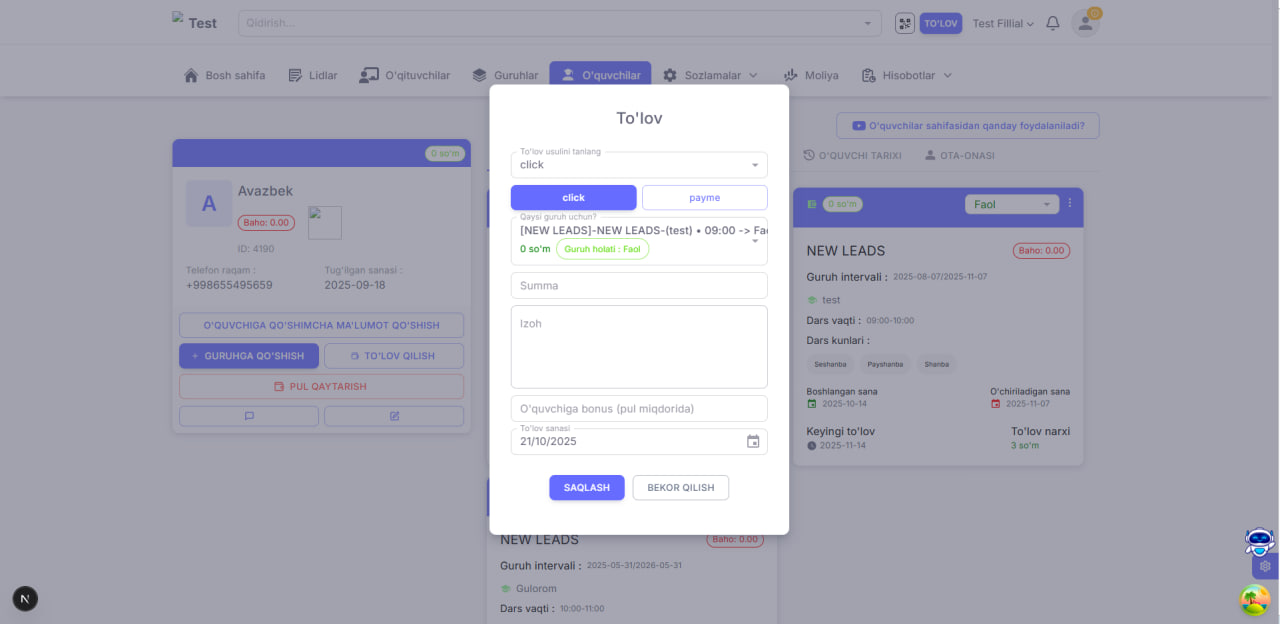 Test
Qidirish...
TO'LOV
Test Fillial
Bosh sahifa
Lidlar
O'qituvchilar
Guruhlar
O'quvchilar
Sozlamalar
Moliya
Hisobotlar
O'quvchilar sahifasidan qanday foydalaniladi?
O'QUVCHI TARIXI
OTA-ONASI
0 so'm
A
Avazbek
Baho: 0.00
ID: 4190
Telefon raqam :
+998655495659
Tug'ilgan sanasi :
2025-09-18
O'QUVCHIGA QO'SHIMCHA MA'LUMOT QO'SHISH
+ GURUHGA QO'SHISH
TO'LOV QILISH
PUL QAYTARISH
To'lov
To'lov usulini tanlang
click
click
payme
Qaysi guruh uchun?
[NEW LEADS]-NEW LEADS-(test) • 09:00 -> Fao
0 so'm
Guruh holati : Faol
Summa
Izoh
O'quvchiga bonus (pul miqdorida)
To'lov sanasi
21/10/2025
SAQLASH
BEKOR QILISH
0 so'm
Faol
NEW LEADS
Baho: 0.00
Guruh intervali : 2025-08-07/2025-11-07
test
Dars vaqti : 09:00-10:00
Dars kunlari :
Seshanba
Payshanba
Shanba
Boshlangan sana
2025-10-14
O'chiriladigan sana
2025-11-07
Keyingi to'lov
2025-11-14
To'lov narxi
3 so'm
NEW LEADS
Baho: 0.00
Guruh intervali : 2025-05-31/2026-05-31
Gulorom
Dars vaqti : 10:00-11:00
N